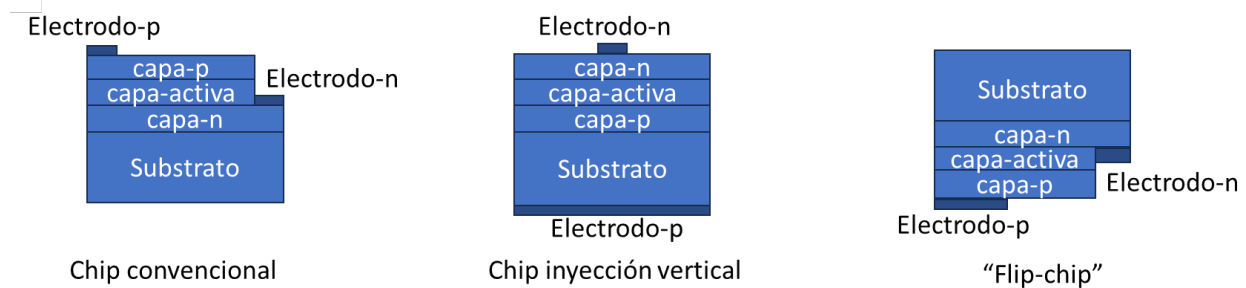 Electrodo-p
capa-p
Electrodo-n
capa-activa
capa-n
Substrato
Chip convencional
Electrodo-n
capa-n
capa-activa
capa-p
Substrato
Electrodo-p
Chip inyección vertical
Substrato
capa-n
capa-activa
capa-p
Electrodo-n
Electrodo-p
“Flip-chip”